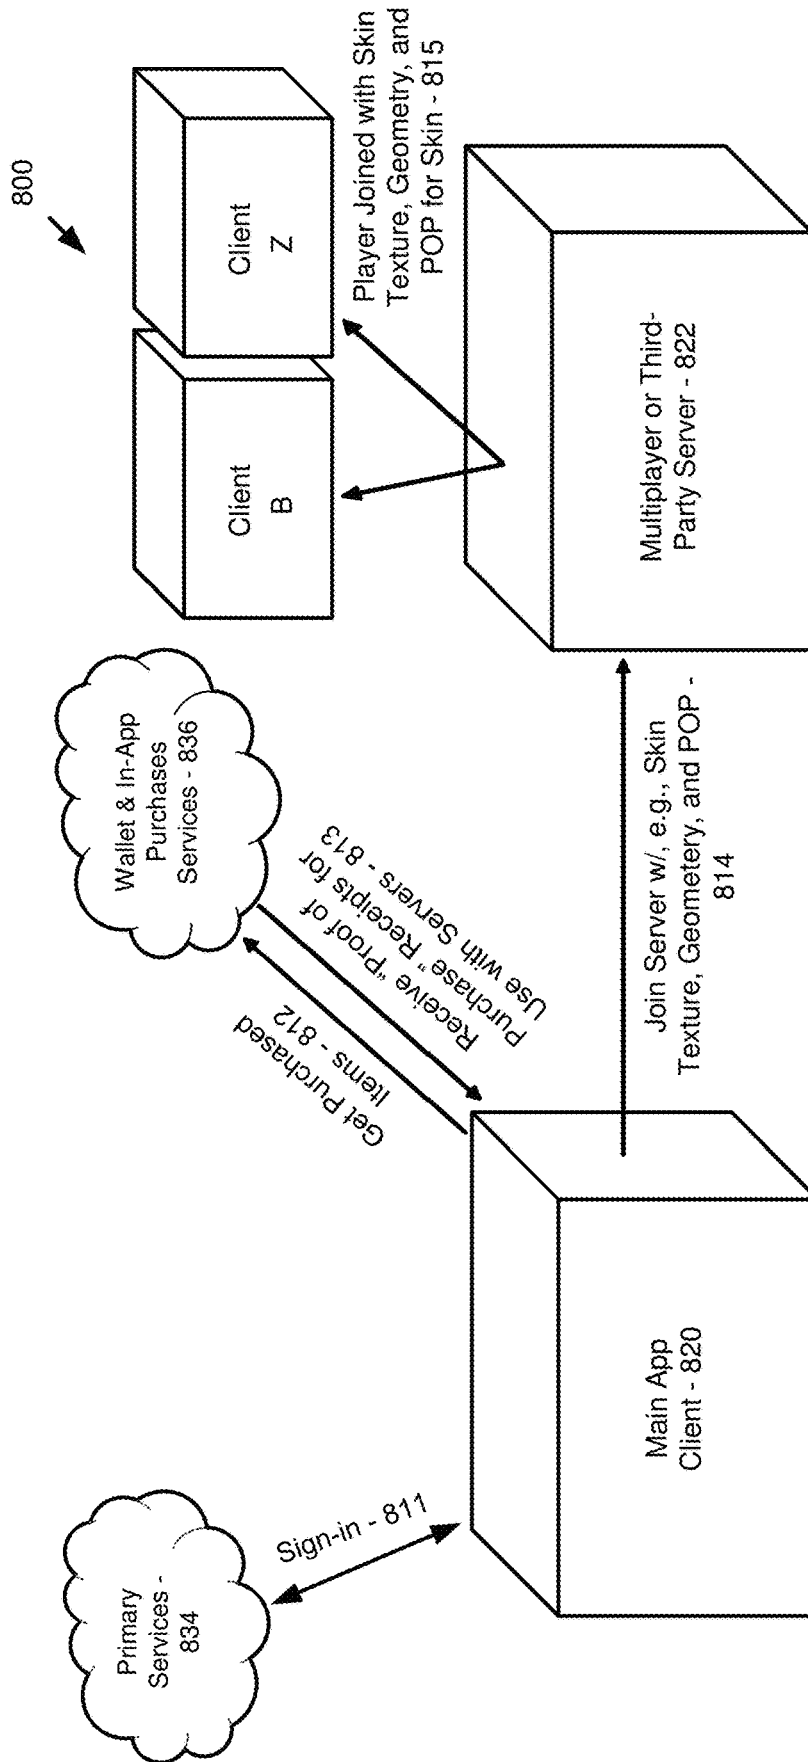 800
Primary
Services -
834
Sign-in - 811
Main App
Client - 820
Get Purchased
Items - 812
Receive “Proof of
Purchase” Receipts for
Use with Servers - 813
Wallet & In-App
Purchases
Services - 836
Join Server w/, e.g., Skin
Texture, Geometery, and POP -
814
Multiplayer or Third-
Party Server - 822
Client
B
Client
Z
Player Joined with Skin
Texture, Geometry, and
POP for Skin - 815